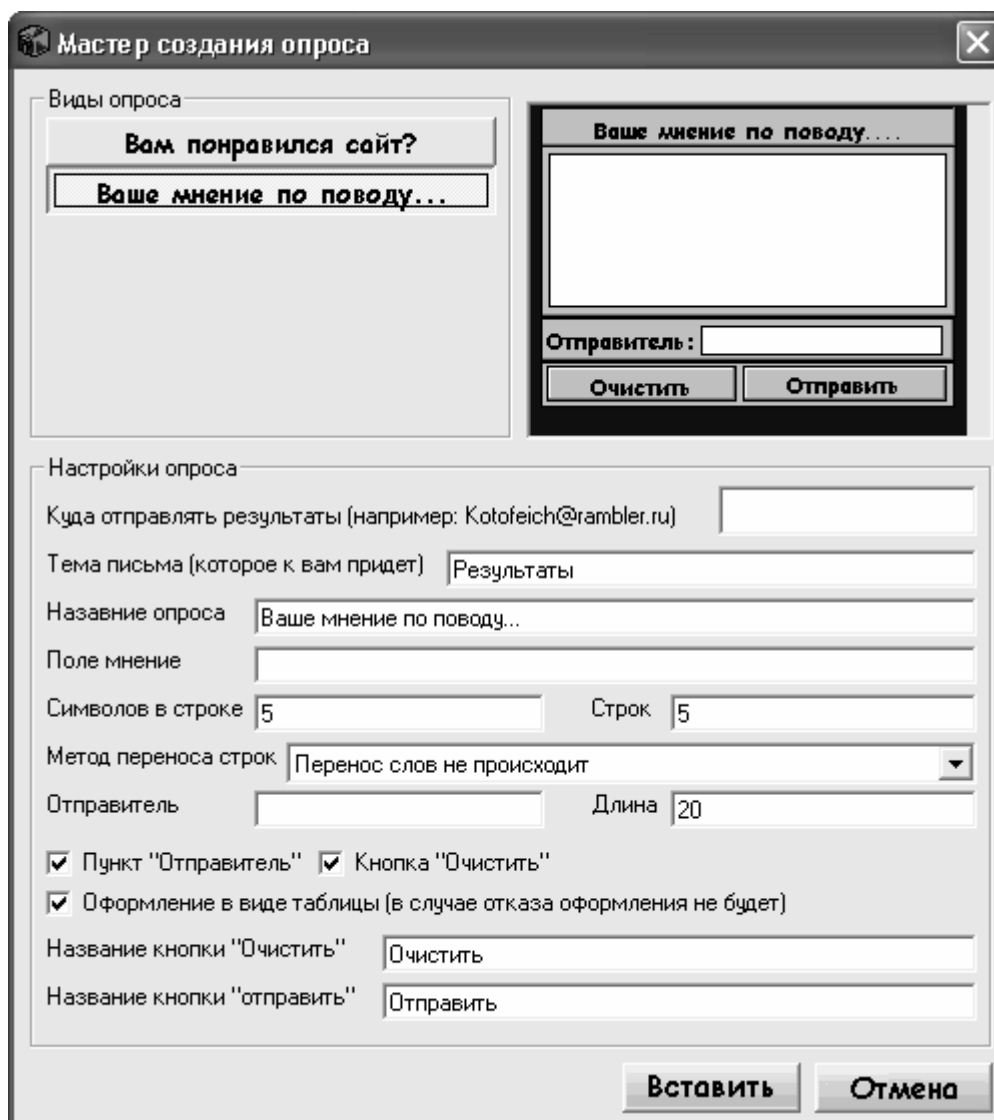 Мастер создания опроса
Виды опроса
Вам понравился сайт?
Ваше мнение по поводу...
Ваше мнение по поводу....
Отправитель:
Очистить
Отправить
Настройки опроса
Куда отправлять результаты (например: Kotofeich@rambler.ru)
Тема письма (которое к вам придет) Результаты
Назавние опроса Ваше мнение по поводу...
Поле мнение
Символов в строке 5 Строк 5
Метод переноса строк Перенос слов не происходит
Отправитель Длина 20
Пункт "Отправитель" Кнопка "Очистить"
Оформление в виде таблицы (в случае отказа оформления не будет)
Название кнопки "Очистить" Очистить
Название кнопки "отправить" Отправить
Вставить Отмена